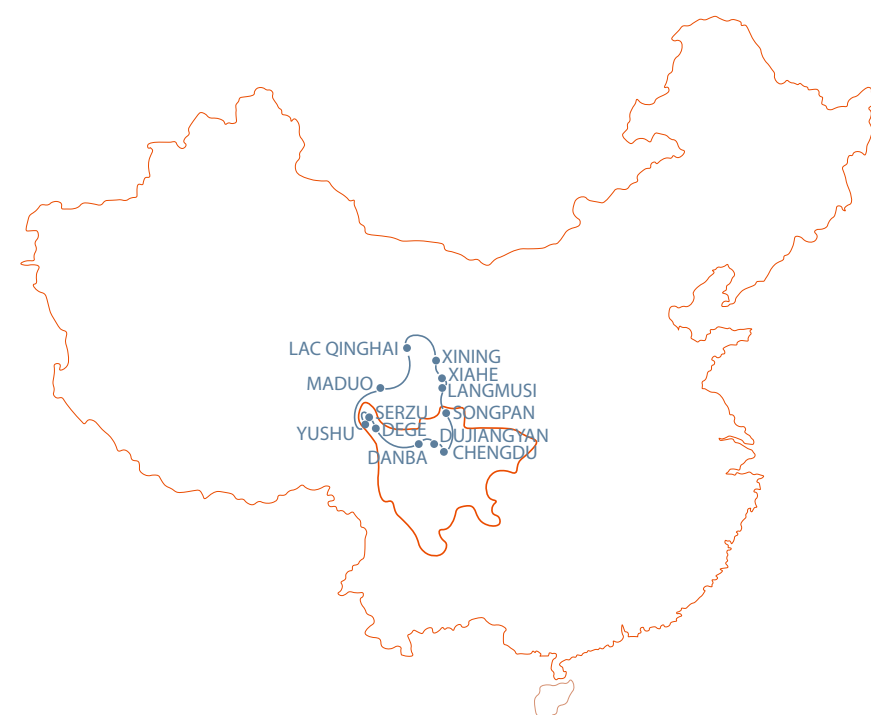 LAC QINGHAI
XINING
XIAHE
MADUO
LANGMUSI
SERZU
SONGPAN
YUSHU
DEGE
DUJIANGYAN
DANBA
CHENGDU